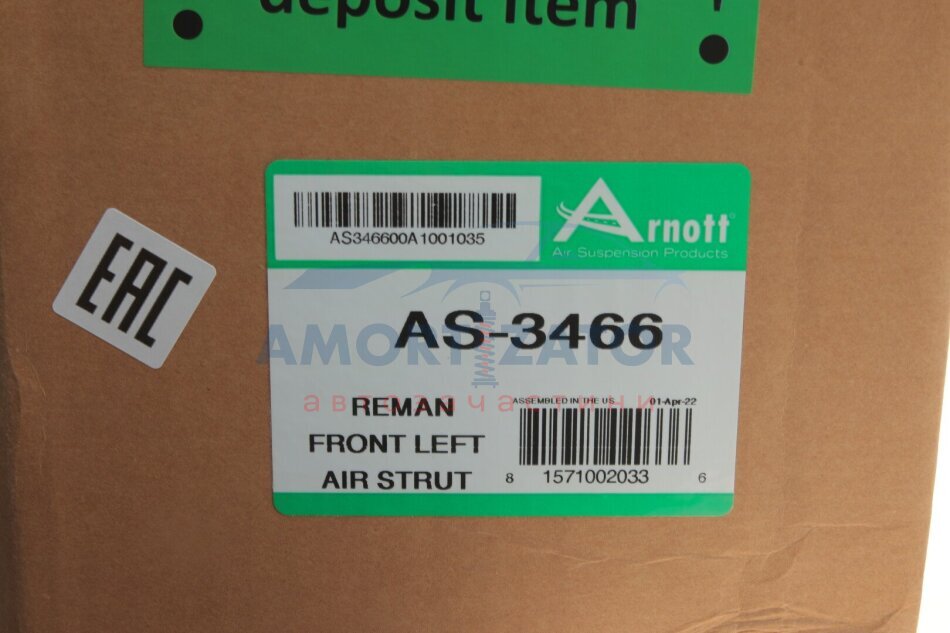 deposit item
AS346600A1001035
Arnott
Air Suspension Products
EAC
AS-3466
AMORTIZATOR
автозапчастини
REMAN
FRONT LEFT
AIR STRUT
ASSEMBLED IN THE US
01-Apr-22
8 1571002033 6